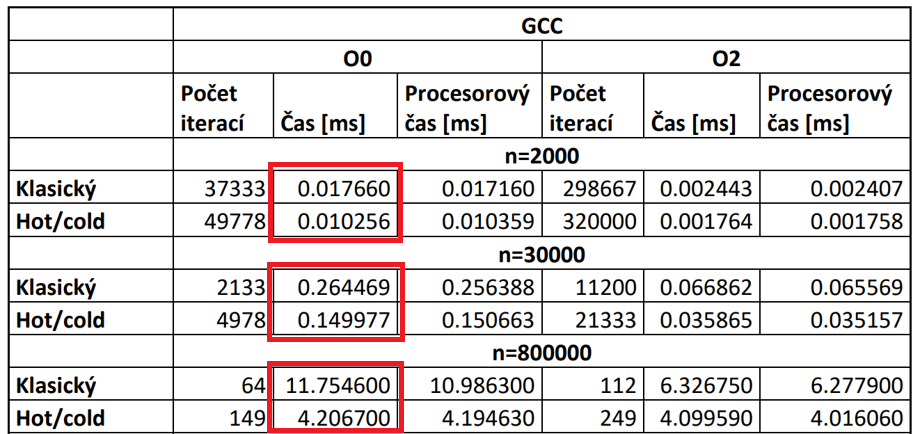 GCC
O0 O2
Počet iterací Čas [ms] Procesorový čas [ms] Počet iterací Čas [ms] Procesorový čas [ms]
n=2000
Klasický 37333 0.017660 0.017160 298667 0.002443 0.002407
Hot/cold 49778 0.010256 0.010359 320000 0.001764 0.001758
n=30000
Klasický 2133 0.264469 0.256388 11200 0.066862 0.065569
Hot/cold 4978 0.149977 0.150663 21333 0.035865 0.035157
n=800000
Klasický 64 11.754600 10.986300 112 6.326750 6.277900
Hot/cold 149 4.206700 4.194630 249 4.099590 4.016060